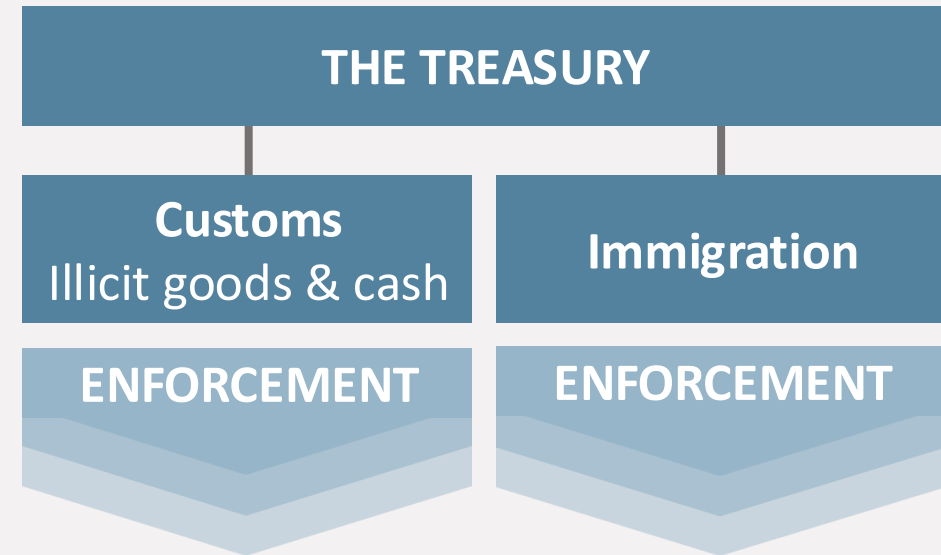 THE TREASURY
Customs
Illicit goods & cash
Immigration
ENFORCEMENT
ENFORCEMENT